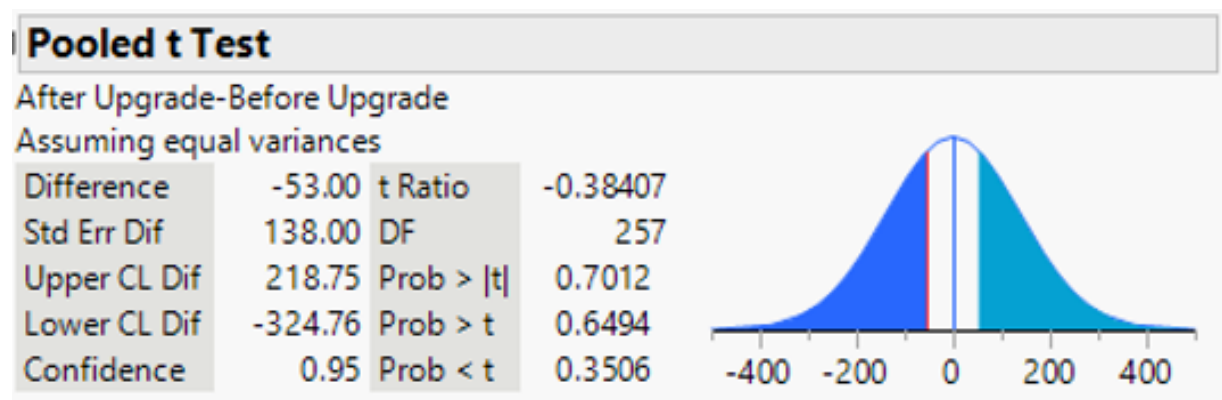 Pooled t Test
After Upgrade-Before Upgrade
Assuming equal variances
Difference -53.00 t Ratio -0.38407
Std Err Dif 138.00 DF 257
Upper CL Dif 218.75 Prob > |t| 0.7012
Lower CL Dif -324.76 Prob > t 0.6494
Confidence 0.95 Prob < t 0.3506
-400 -200 0 200 400